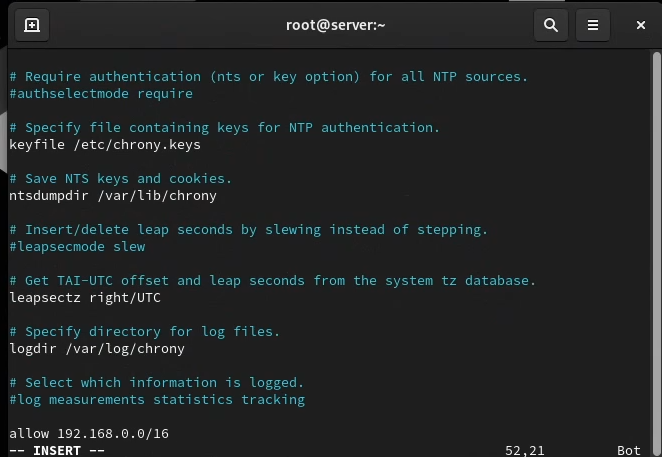 root@server:~
# Require authentication (nts or key option) for all NTP sources.
#authselectmode require
# Specify file containing keys for NTP authentication.
keyfile /etc/chrony.keys
# Save NTS keys and cookies.
ntsdumpdir /var/lib/chrony
# Insert/delete leap seconds by slewing instead of stepping.
#leapsecmode slew
# Get TAI-UTC offset and leap seconds from the system tz database.
leapsectz right/UTC
# Specify directory for log files.
logdir /var/log/chrony
# Select which information is logged.
#log measurements statistics tracking
allow 192.168.0.0/16
-- INSERT -- 52,21 Bot